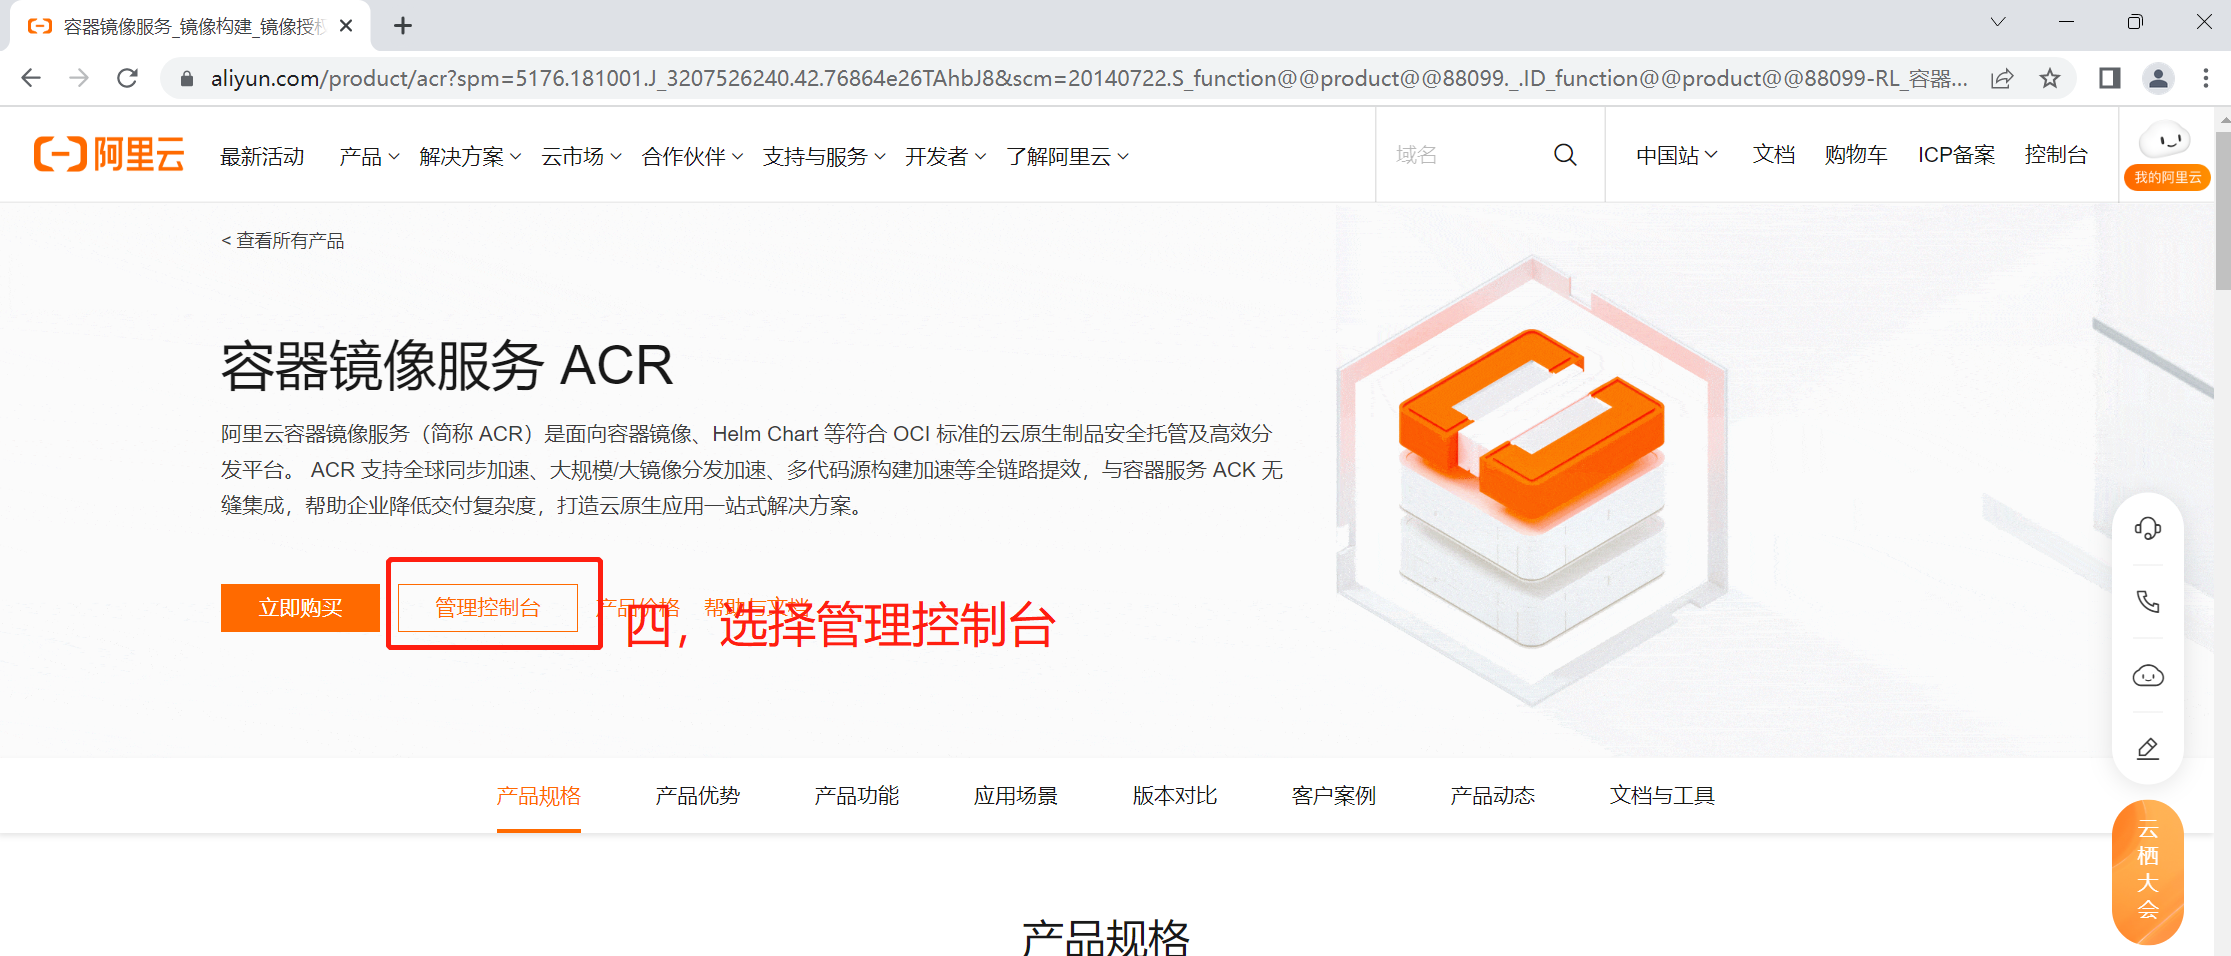 容器镜像服务_镜像构建_镜像授权
aliyun.com/product/acr?spm=5176.181001.J_3207526240.42.76864e26TAhbJ8&scm=20140722.S_function@@product@@88099._.ID_function@@product@@88099-RL_容器...
阿里云 最新活动 产品 解决方案 云市场 合作伙伴 支持与服务 开发者 了解阿里云 域名 中国站 文档 购物车 ICP备案 控制台
我的阿里云
< 查看所有产品
容器镜像服务 ACR
阿里云容器镜像服务（简称 ACR）是面向容器镜像、Helm Chart 等符合 OCI 标准的云原生制品安全托管及高效分
发平台。 ACR 支持全球同步加速、大规模/大镜像分发加速、多代码源构建加速等全链路提效，与容器服务 ACK 无
缝集成，帮助企业降低交付复杂度，打造云原生应用一站式解决方案。
立即购买 管理控制台 产品价格 帮助与文档
四，选择管理控制台
产品规格 产品优势 产品功能 应用场景 版本对比 客户案例 产品动态 文档与工具
云
栖
大
会
产品规格